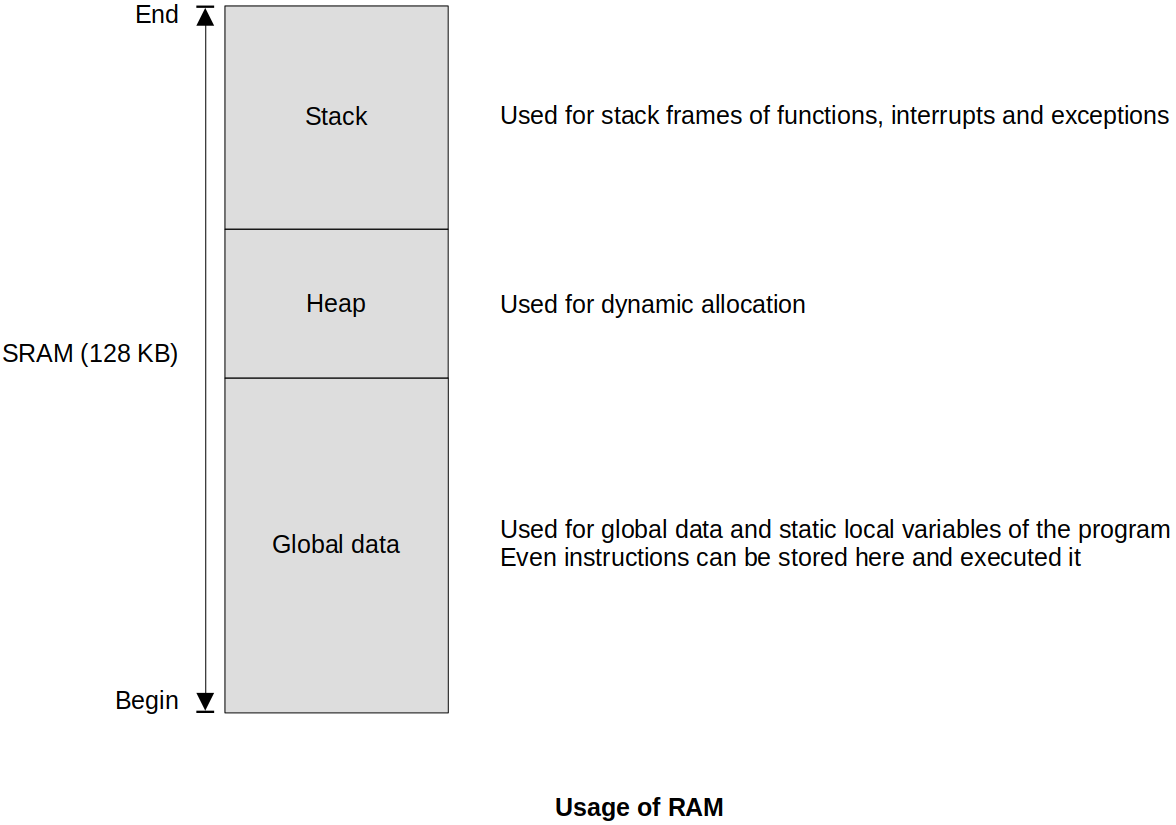 End
Stack
Used for stack frames of functions, interrupts and exceptions
Heap
Used for dynamic allocation
SRAM (128 KB)
Global data
Used for global data and static local variables of the program
Even instructions can be stored here and executed it
Begin
Usage of RAM